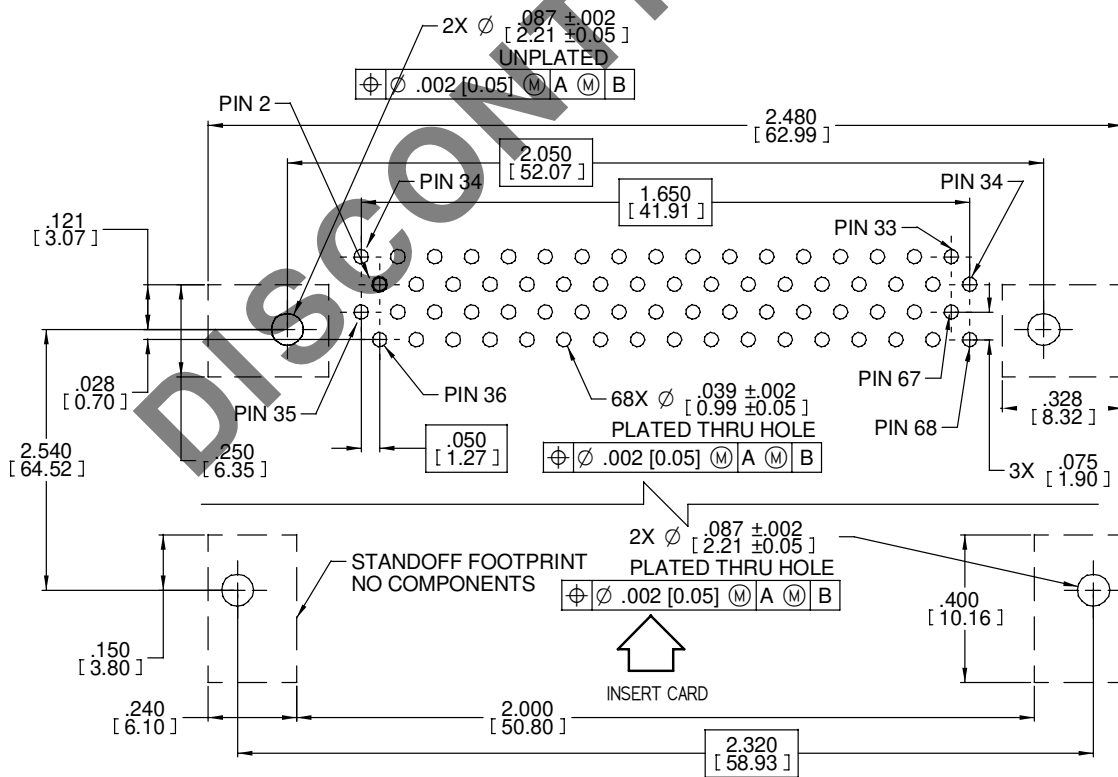 DISCONT
2X Ø .087 ±.002
[ 2.21 ±0.05 ]
UNPLATED
⌖ Ø .002 [0.05] Ⓜ A Ⓜ B
PIN 2
2.480
[ 62.99 ]
2.050
[ 52.07 ]
PIN 34
1.650
[ 41.91 ]
PIN 34
.121
[ 3.07 ]
PIN 33
.028
[ 0.70 ]
PIN 35
PIN 36
68X Ø .039 ±.002
[ 0.99 ±0.05 ]
PLATED THRU HOLE
⌖ Ø .002 [0.05] Ⓜ A Ⓜ B
PIN 67
PIN 68
.328
[ 8.32 ]
2.540
[ 64.52 ]
.250
[ 6.35 ]
.050
[ 1.27 ]
3X .075
[ 1.90 ]
2X Ø .087 ±.002
[ 2.21 ±0.05 ]
PLATED THRU HOLE
⌖ Ø .002 [0.05] Ⓜ A Ⓜ B
STANDOFF FOOTPRINT
NO COMPONENTS
.400
[ 10.16 ]
.150
[ 3.80 ]
INSERT CARD
.240
[ 6.10 ]
2.000
[ 50.80 ]
2.320
[ 58.93 ]